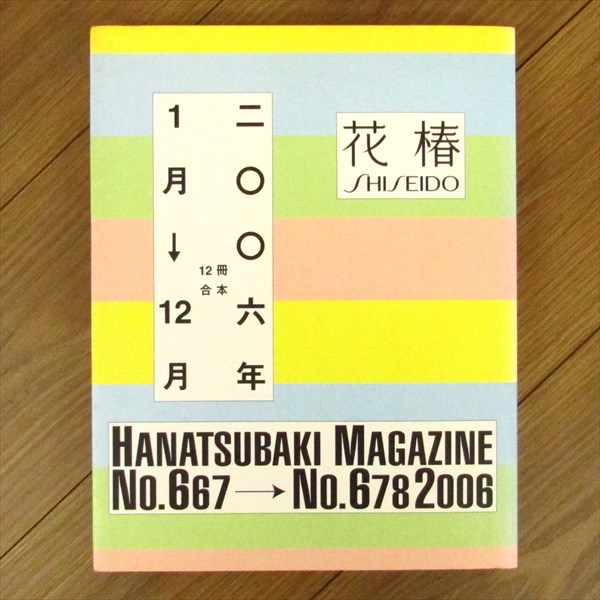 二〇〇六年
1月↓12月
12冊
合本
花椿
SHISEIDO
HANATSUBAKI MAGAZINE
No.667→No.678 2006